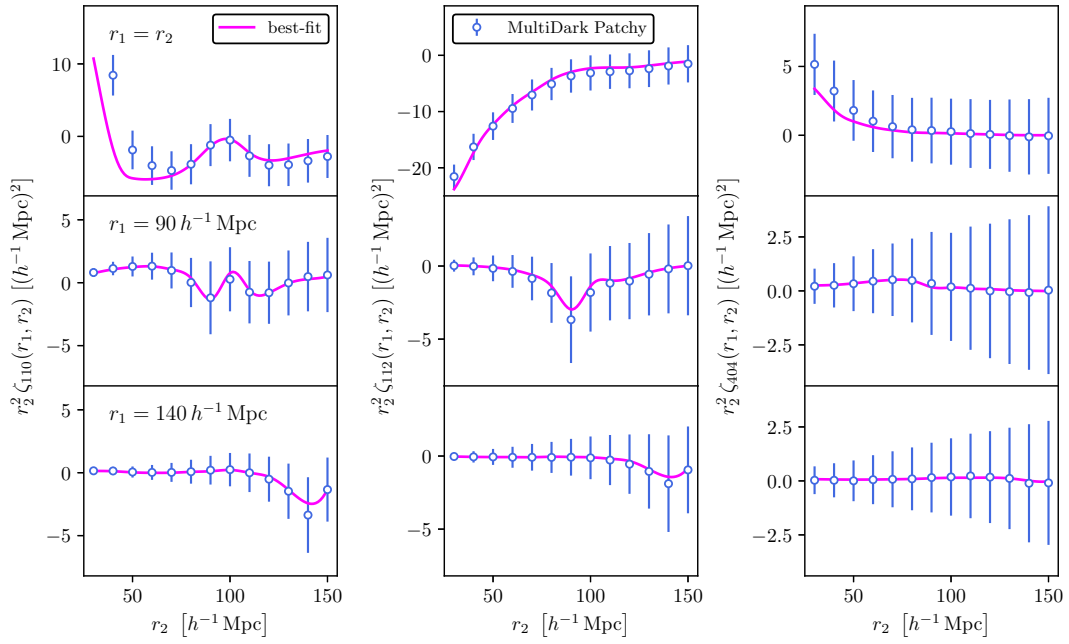 r₁ = r₂
best-fit
MultiDark Patchy
10
0
0
−10
−20
5
0
r₂² ζ₁₁₀(r₁, r₂) [(h⁻¹ Mpc)²]
r₂² ζ₁₁₂(r₁, r₂) [(h⁻¹ Mpc)²]
r₂² ζ₄₀₄(r₁, r₂) [(h⁻¹ Mpc)²]
r₁ = 90 h⁻¹ Mpc
5
0
−5
0
−5
2.5
0.0
−2.5
r₁ = 140 h⁻¹ Mpc
5
0
−5
0
−5
2.5
0.0
−2.5
50 100 150
50 100 150
50 100 150
r₂ [h⁻¹ Mpc]
r₂ [h⁻¹ Mpc]
r₂ [h⁻¹ Mpc]